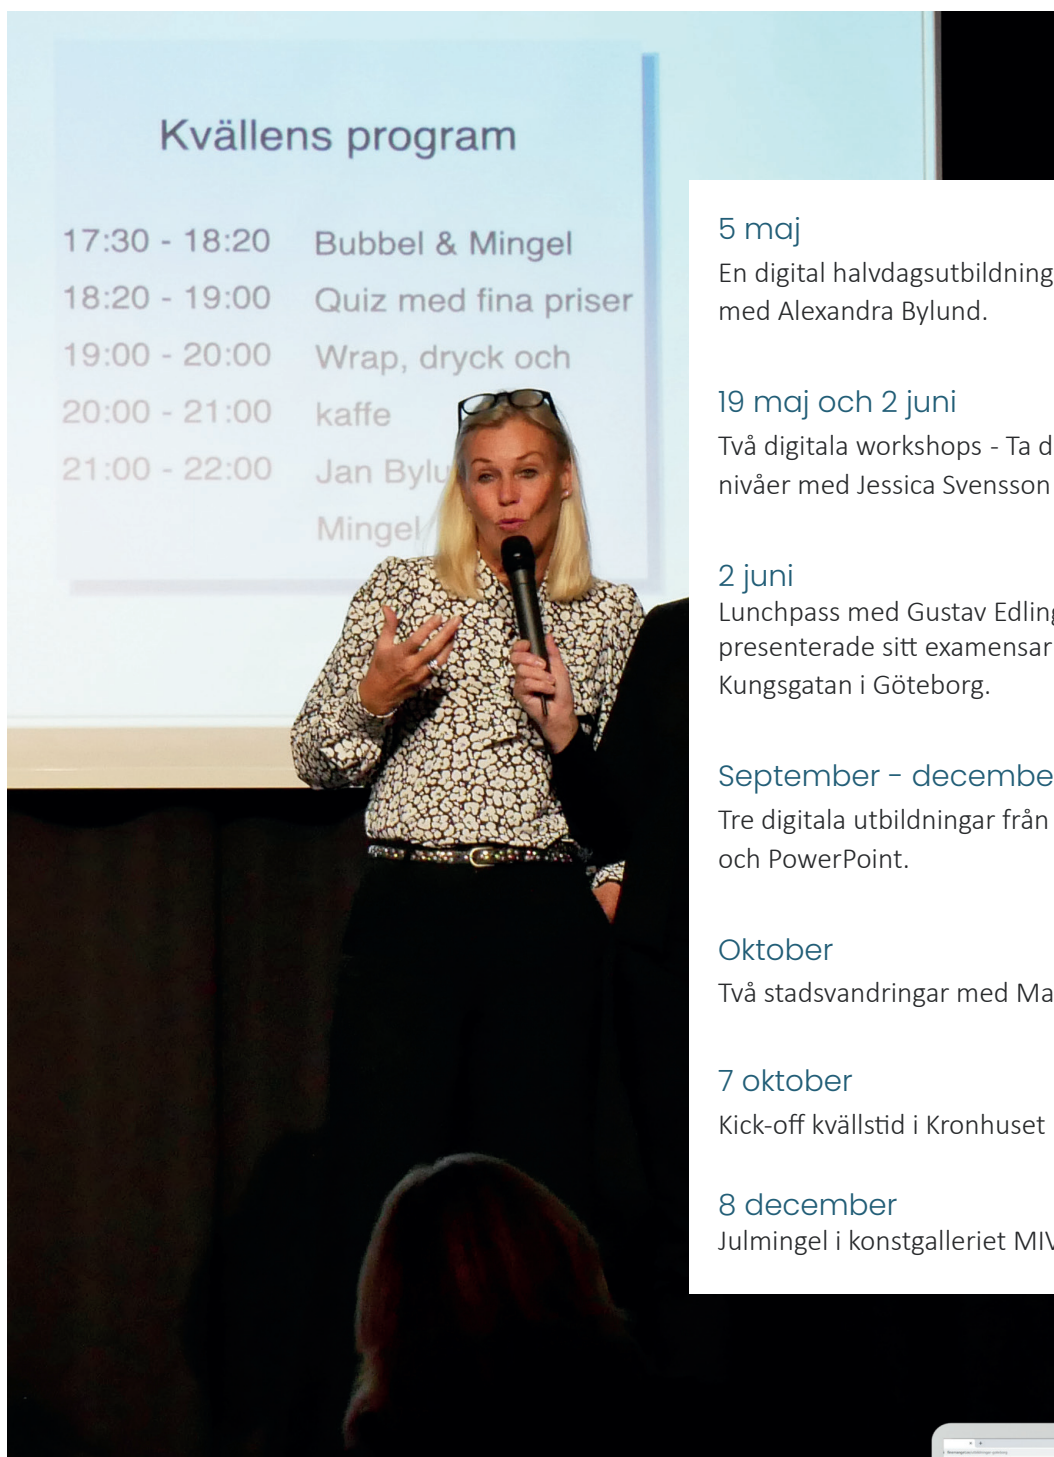 Kvällens program
17:30 - 18:20 Bubbel & Mingel
18:20 - 19:00 Quiz med fina priser
19:00 - 20:00 Wrap, dryck och
20:00 - 21:00 kaffe
21:00 - 22:00 Jan Bylu
Mingel
5 maj
En digital halvdagsutbildning
med Alexandra Bylund.
19 maj och 2 juni
Två digitala workshops - Ta d
nivåer med Jessica Svensson
2 juni
Lunchpass med Gustav Edling
presenterade sitt examensar
Kungsgatan i Göteborg.
September - decembe
Tre digitala utbildningar från
och PowerPoint.
Oktober
Två stadsvandringar med Ma
7 oktober
Kick-off kvällstid i Kronhuset
8 december
Julmingel i konstgalleriet MIV